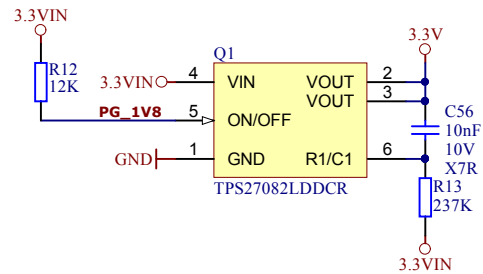 3.3VIN
3.3V
Q1
R12
12K
3.3VIN
4
VIN
VOUT
2
VOUT
3
PG_1V8
5
ON/OFF
C56
10nF
10V
X7R
GND
1
GND
R1/C1
6
TPS27082LDDCR
R13
237K
3.3VIN